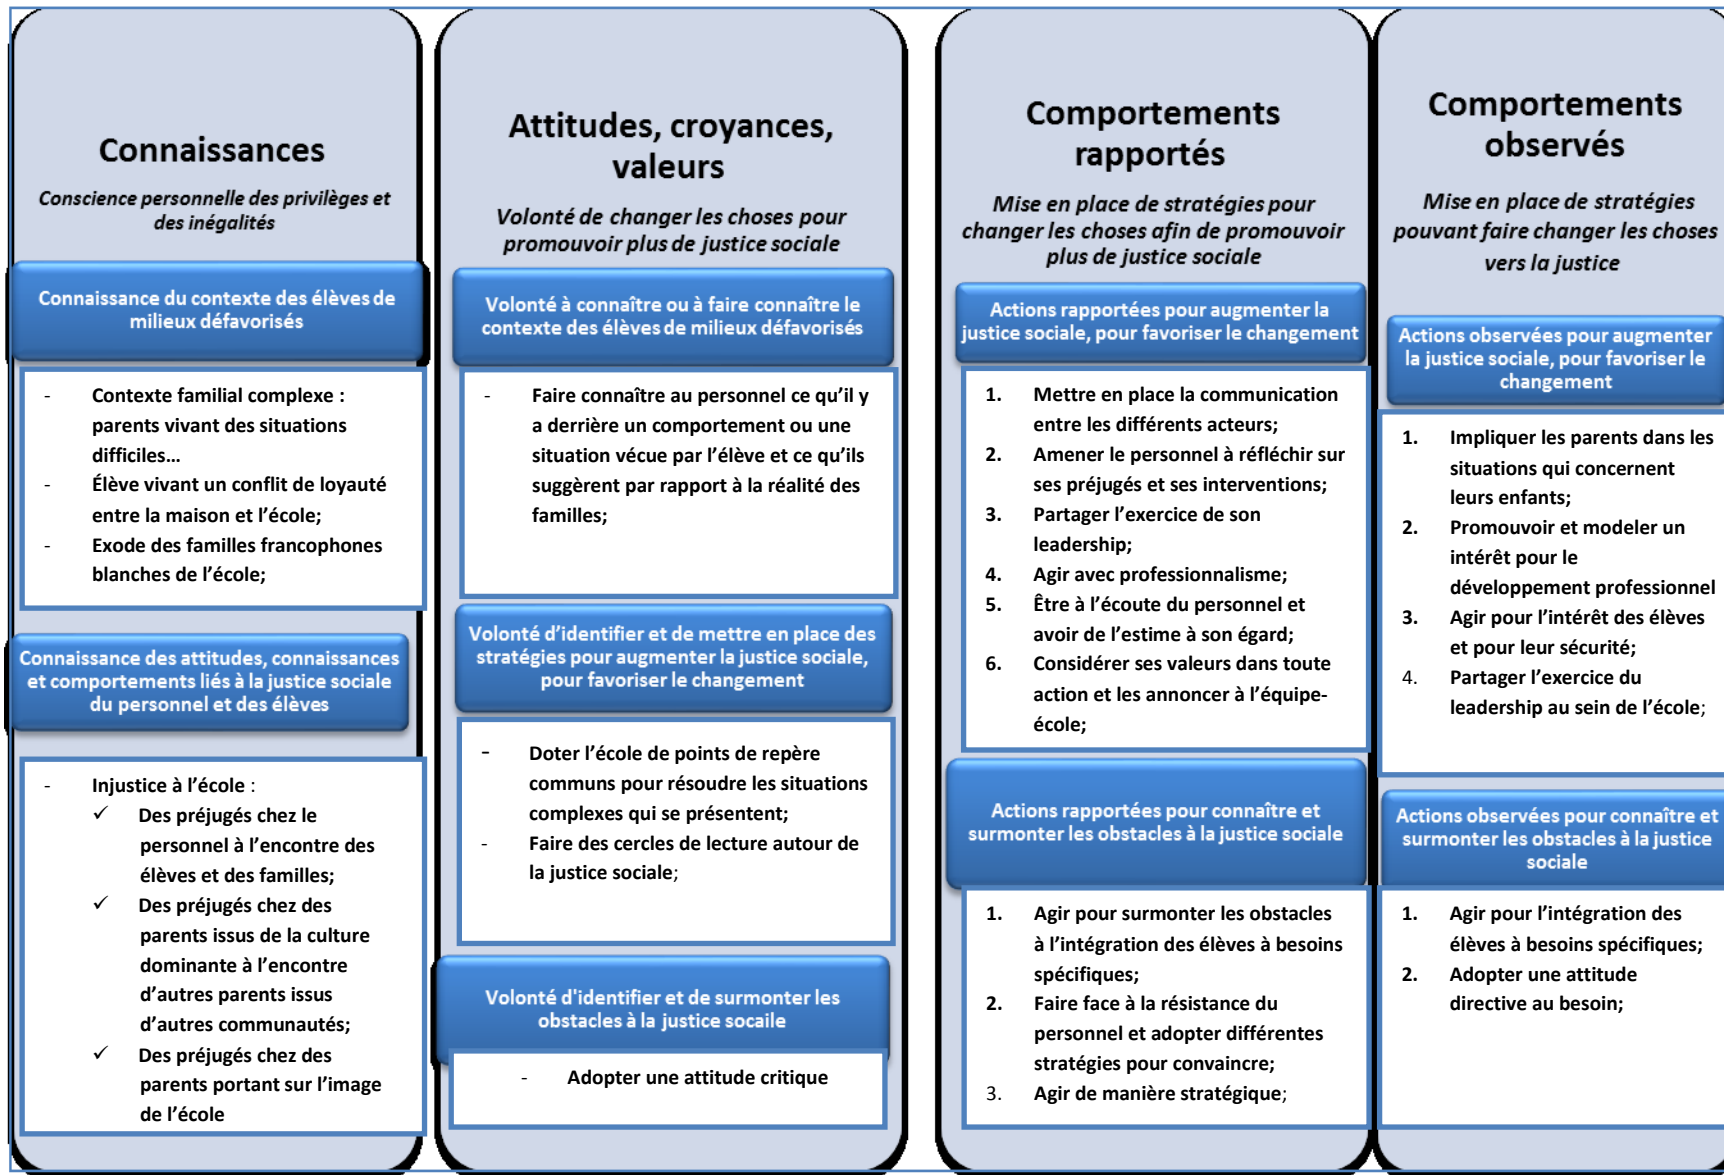 Connaissances
Conscience personnelle des privilèges et
des inégalités
Connaissance du contexte des élèves de
milieux défavorisés
- Contexte familial complexe :
parents vivant des situations
difficiles…
- Élève vivant un conflit de loyauté
entre la maison et l’école;
- Exode des familles francophones
blanches de l’école;
Connaissance des attitudes, connaissances
et comportements liés à la justice sociale
du personnel et des élèves
- Injustice à l’école :
✓ Des préjugés chez le
personnel à l’encontre des
élèves et des familles;
✓ Des préjugés chez des
parents issus de la culture
dominante à l’encontre
d’autres parents issus
d’autres communautés;
✓ Des préjugés chez des
parents portant sur l’image
de l’école
Attitudes, croyances,
valeurs
Volonté de changer les choses pour
promouvoir plus de justice sociale
Volonté à connaître ou à faire connaître le
contexte des élèves de milieux défavorisés
- Faire connaître au personnel ce qu’il y
a derrière un comportement ou une
situation vécue par l’élève et ce qu’ils
suggèrent par rapport à la réalité des
familles;
Volonté d’identifier et de mettre en place des
stratégies pour augmenter la justice sociale,
pour favoriser le changement
- Doter l’école de points de repère
communs pour résoudre les situations
complexes qui se présentent;
- Faire des cercles de lecture autour de
la justice sociale;
Volonté d'identifier et de surmonter les
obstacles à la justice socaile
- Adopter une attitude critique
Comportements
rapportés
Mise en place de stratégies pour
changer les choses afin de promouvoir
plus de justice sociale
Actions rapportées pour augmenter la
justice sociale, pour favoriser le changement
1. Mettre en place la communication
entre les différents acteurs;
2. Amener le personnel à réfléchir sur
ses préjugés et ses interventions;
3. Partager l’exercice de son
leadership;
4. Agir avec professionnalisme;
5. Être à l’écoute du personnel et
avoir de l’estime à son égard;
6. Considérer ses valeurs dans toute
action et les annoncer à l’équipe-
école;
Actions rapportées pour connaître et
surmonter les obstacles à la justice sociale
1. Agir pour surmonter les obstacles
à l’intégration des élèves à besoins
spécifiques;
2. Faire face à la résistance du
personnel et adopter différentes
stratégies pour convaincre;
3. Agir de manière stratégique;
Comportements
observés
Mise en place de stratégies
pouvant faire changer les choses
vers la justice
Actions observées pour augmenter
la justice sociale, pour favoriser le
changement
1. Impliquer les parents dans les
situations qui concernent
leurs enfants;
2. Promouvoir et modeler un
intérêt pour le
développement professionnel
3. Agir pour l’intérêt des élèves
et pour leur sécurité;
4. Partager l’exercice du
leadership au sein de l’école;
Actions observées pour connaître et
surmonter les obstacles à la justice
sociale
1. Agir pour l’intégration des
élèves à besoins spécifiques;
2. Adopter une attitude
directive au besoin;